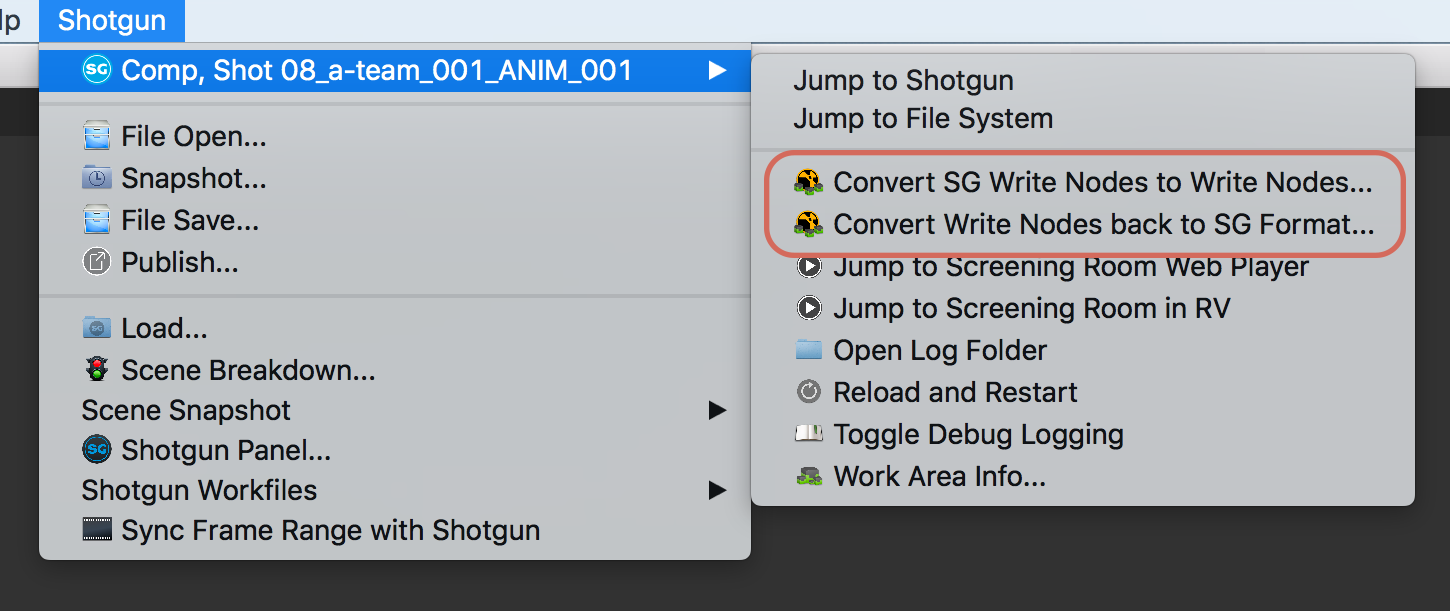 lp
Shotgun
SG Comp, Shot 08_a-team_001_ANIM_001
File Open...
Snapshot...
File Save...
Publish...
SG Load...
Scene Breakdown...
Scene Snapshot
SG Shotgun Panel...
Shotgun Workfiles
Sync Frame Range with Shotgun
Jump to Shotgun
Jump to File System
Convert SG Write Nodes to Write Nodes...
Convert Write Nodes back to SG Format...
Jump to Screening Room Web Player
Jump to Screening Room in RV
Open Log Folder
Reload and Restart
Toggle Debug Logging
Work Area Info...